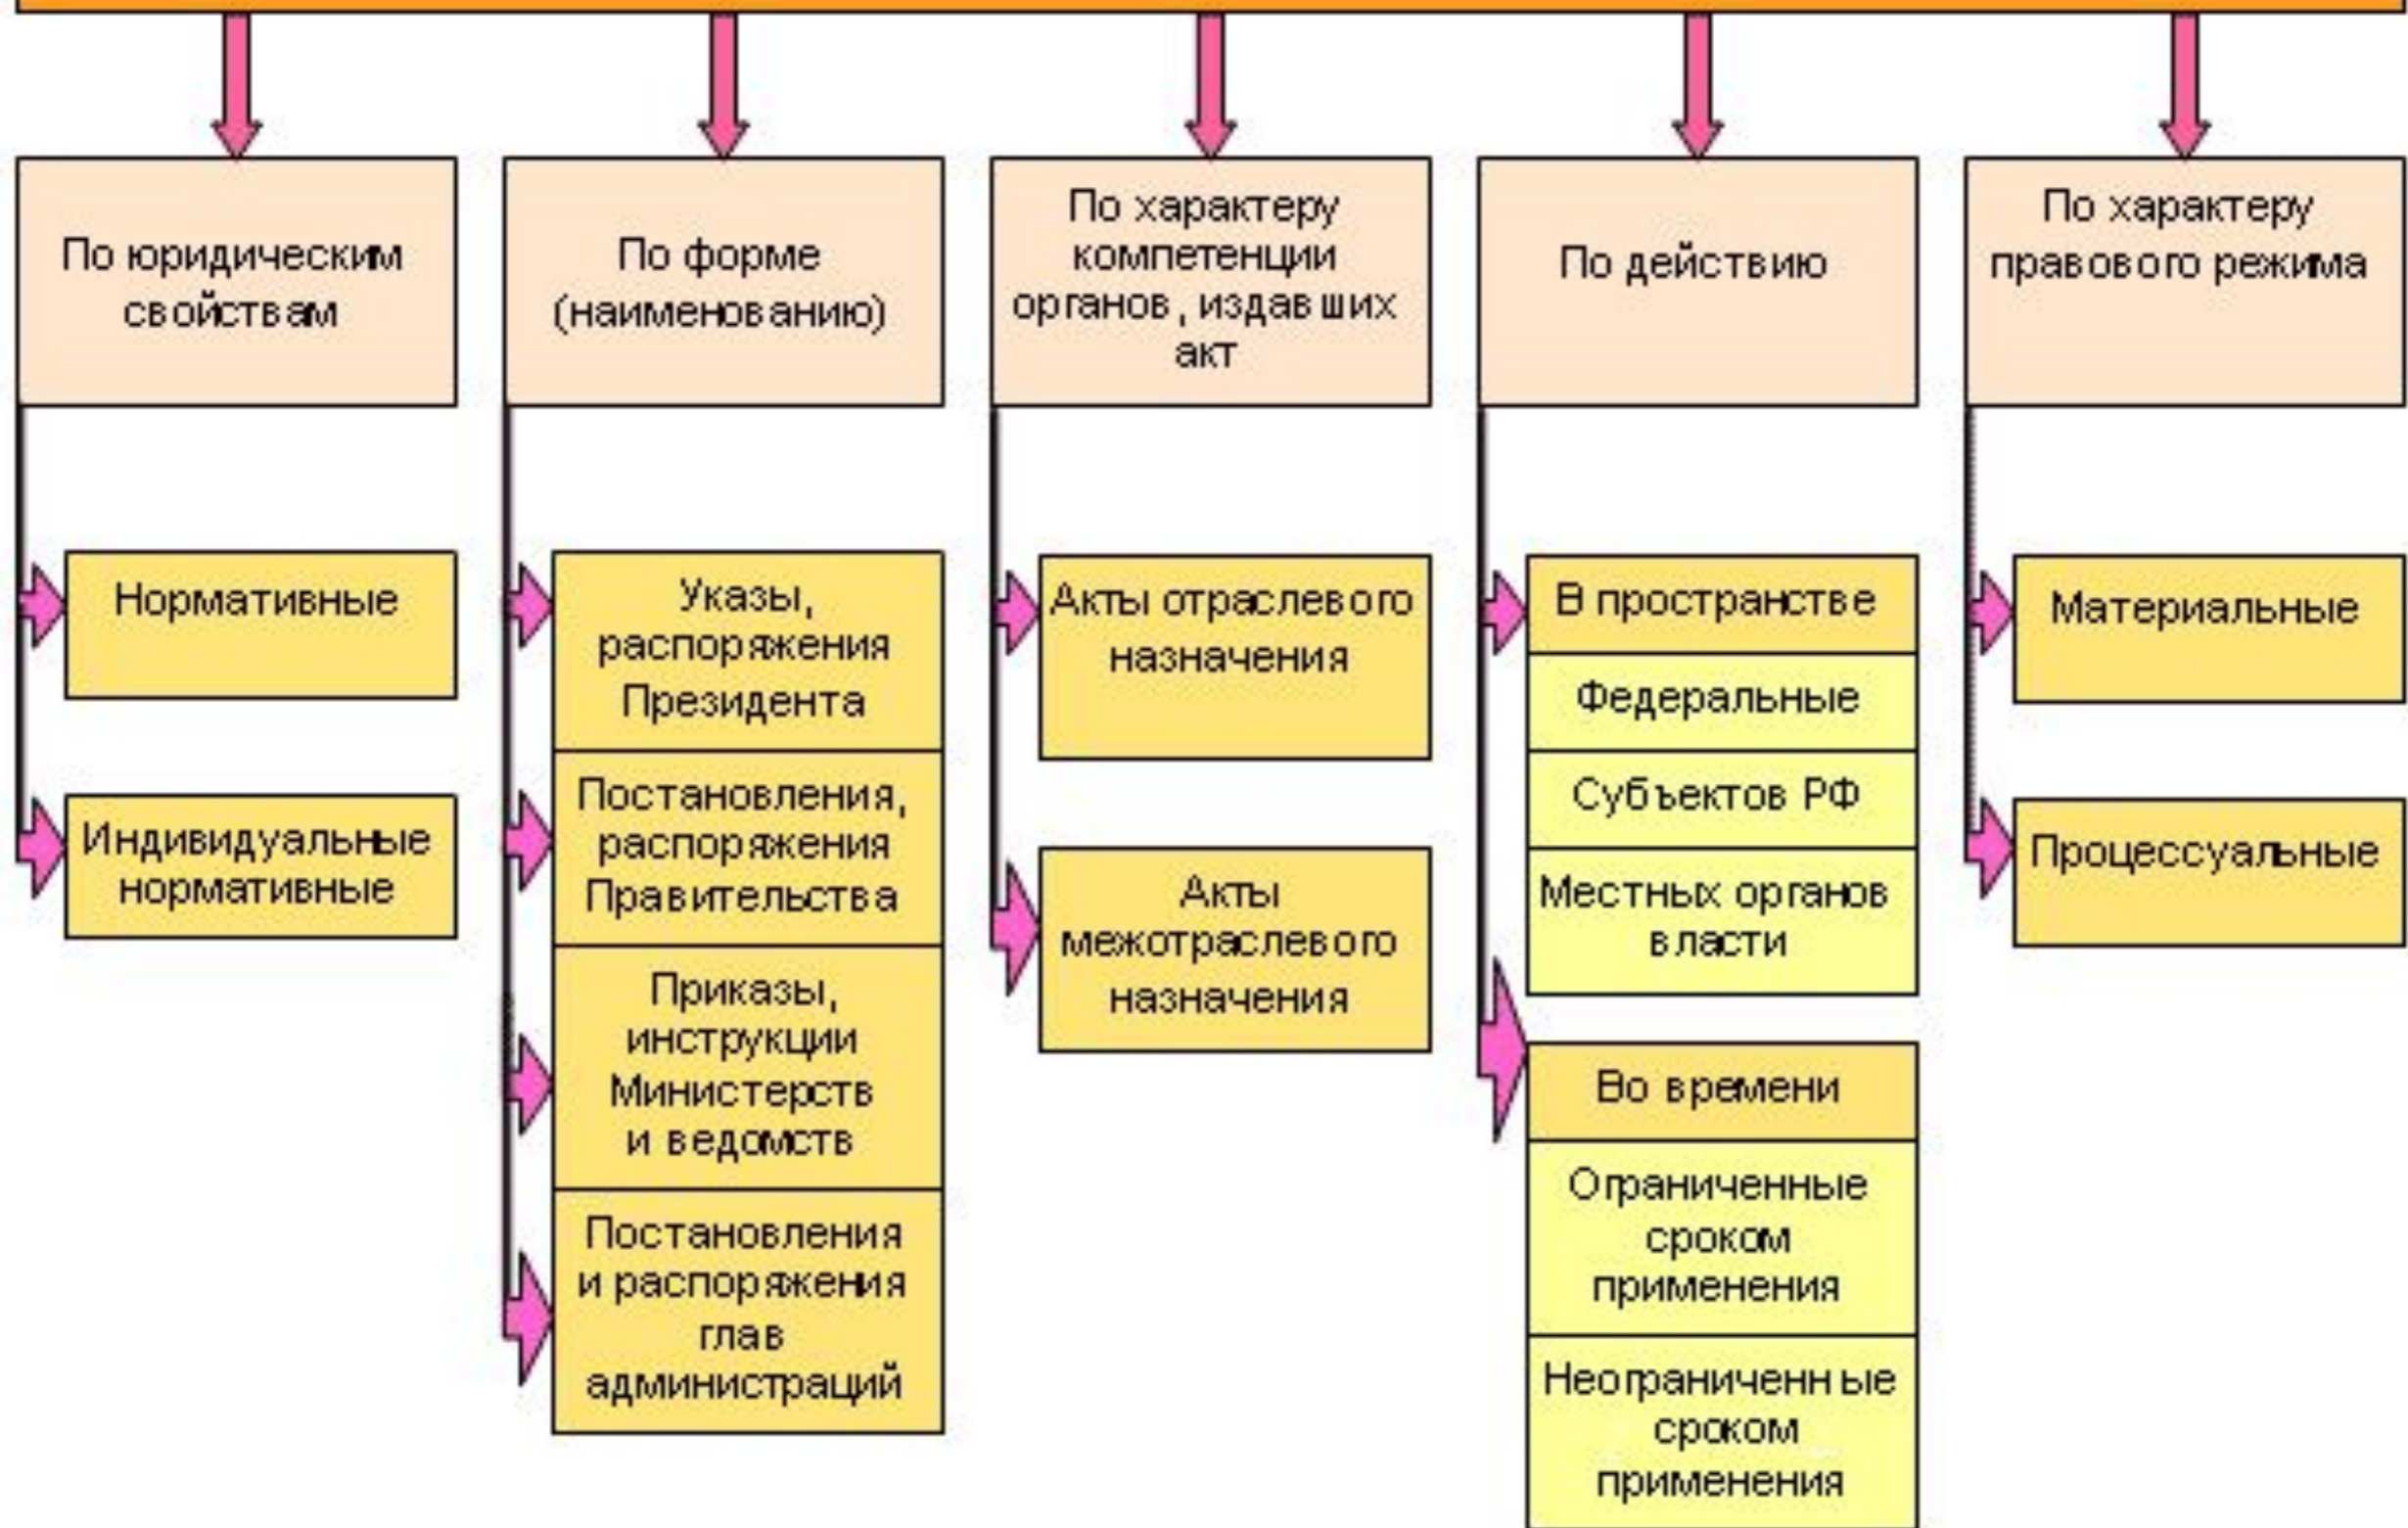 По юридическим
свойствам
Нормативные
Индивидуальные
нормативные
По форме
(наименованию)
Указы,
распоряжения
Президента
Постановления,
распоряжения
Правительства
Приказы,
инструкции
Министерств
и ведомств
Постановления
и распоряжения
глав
администраций
По характеру
компетенции
органов, издавших
акт
Акты отраслевого
назначения
Акты
межотраслевого
назначения
По действию
В пространстве
Федеральные
Субъектов РФ
Местных органов
власти
Во времени
Ограниченные
сроком
применения
Неограниченные
сроком
применения
По характеру
правового режима
Материальные
Процессуальные